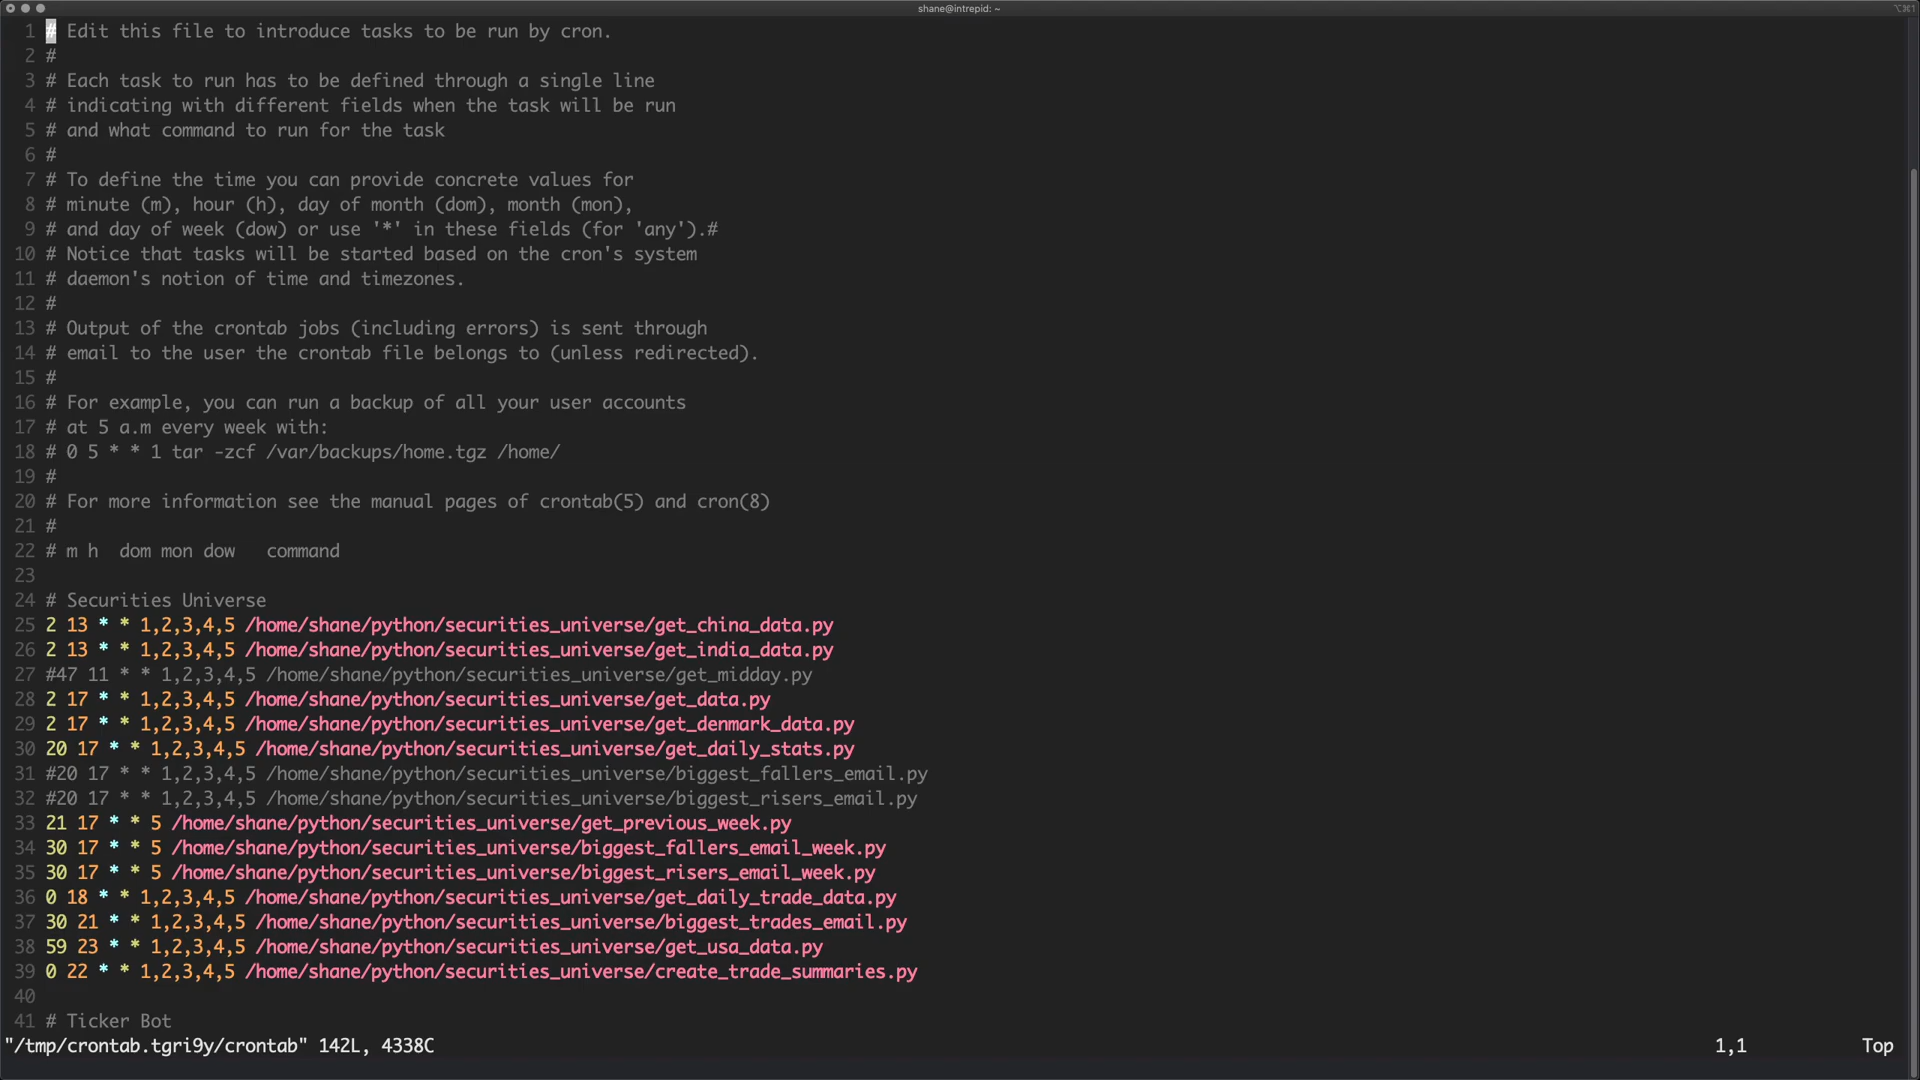 shane@intrepid: ~
⌥⌘1
1 # Edit this file to introduce tasks to be run by cron.
2 #
3 # Each task to run has to be defined through a single line
4 # indicating with different fields when the task will be run
5 # and what command to run for the task
6 #
7 # To define the time you can provide concrete values for
8 # minute (m), hour (h), day of month (dom), month (mon),
9 # and day of week (dow) or use '*' in these fields (for 'any').#
10 # Notice that tasks will be started based on the cron's system
11 # daemon's notion of time and timezones.
12 #
13 # Output of the crontab jobs (including errors) is sent through
14 # email to the user the crontab file belongs to (unless redirected).
15 #
16 # For example, you can run a backup of all your user accounts
17 # at 5 a.m every week with:
18 # 0 5 * * 1 tar -zcf /var/backups/home.tgz /home/
19 #
20 # For more information see the manual pages of crontab(5) and cron(8)
21 #
22 # m h  dom mon dow   command
23
24 # Securities Universe
25 2 13 * * 1,2,3,4,5 /home/shane/python/securities_universe/get_china_data.py
26 2 13 * * 1,2,3,4,5 /home/shane/python/securities_universe/get_india_data.py
27 #47 11 * * 1,2,3,4,5 /home/shane/python/securities_universe/get_midday.py
28 2 17 * * 1,2,3,4,5 /home/shane/python/securities_universe/get_data.py
29 2 17 * * 1,2,3,4,5 /home/shane/python/securities_universe/get_denmark_data.py
30 20 17 * * 1,2,3,4,5 /home/shane/python/securities_universe/get_daily_stats.py
31 #20 17 * * 1,2,3,4,5 /home/shane/python/securities_universe/biggest_fallers_email.py
32 #20 17 * * 1,2,3,4,5 /home/shane/python/securities_universe/biggest_risers_email.py
33 21 17 * * 5 /home/shane/python/securities_universe/get_previous_week.py
34 30 17 * * 5 /home/shane/python/securities_universe/biggest_fallers_email_week.py
35 30 17 * * 5 /home/shane/python/securities_universe/biggest_risers_email_week.py
36 0 18 * * 1,2,3,4,5 /home/shane/python/securities_universe/get_daily_trade_data.py
37 30 21 * * 1,2,3,4,5 /home/shane/python/securities_universe/biggest_trades_email.py
38 59 23 * * 1,2,3,4,5 /home/shane/python/securities_universe/get_usa_data.py
39 0 22 * * 1,2,3,4,5 /home/shane/python/securities_universe/create_trade_summaries.py
40
41 # Ticker Bot
"/tmp/crontab.tgri9y/crontab" 142L, 4338C 1,1 Top